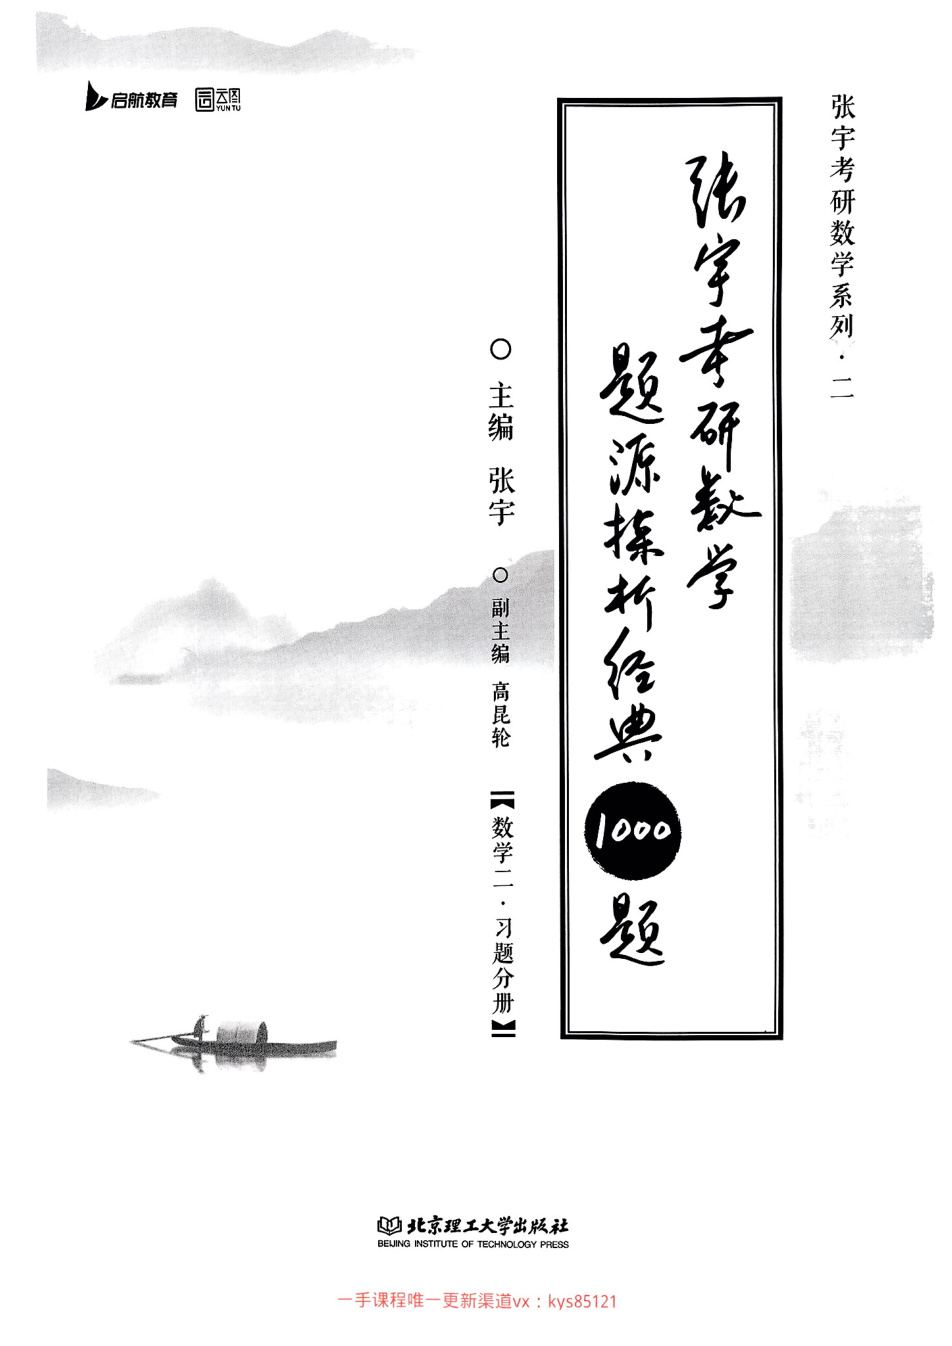 启航教育 云图
YUN TU
张宇考研数学系列·二
张宇考研数学
题源探析经典
1000
题
主编 张宇
副主编 高昆轮
【数学二·习题分册】
北京理工大学出版社
BEIJING INSTITUTE OF TECHNOLOGY PRESS
一手课程唯一更新渠道vx：kys85121